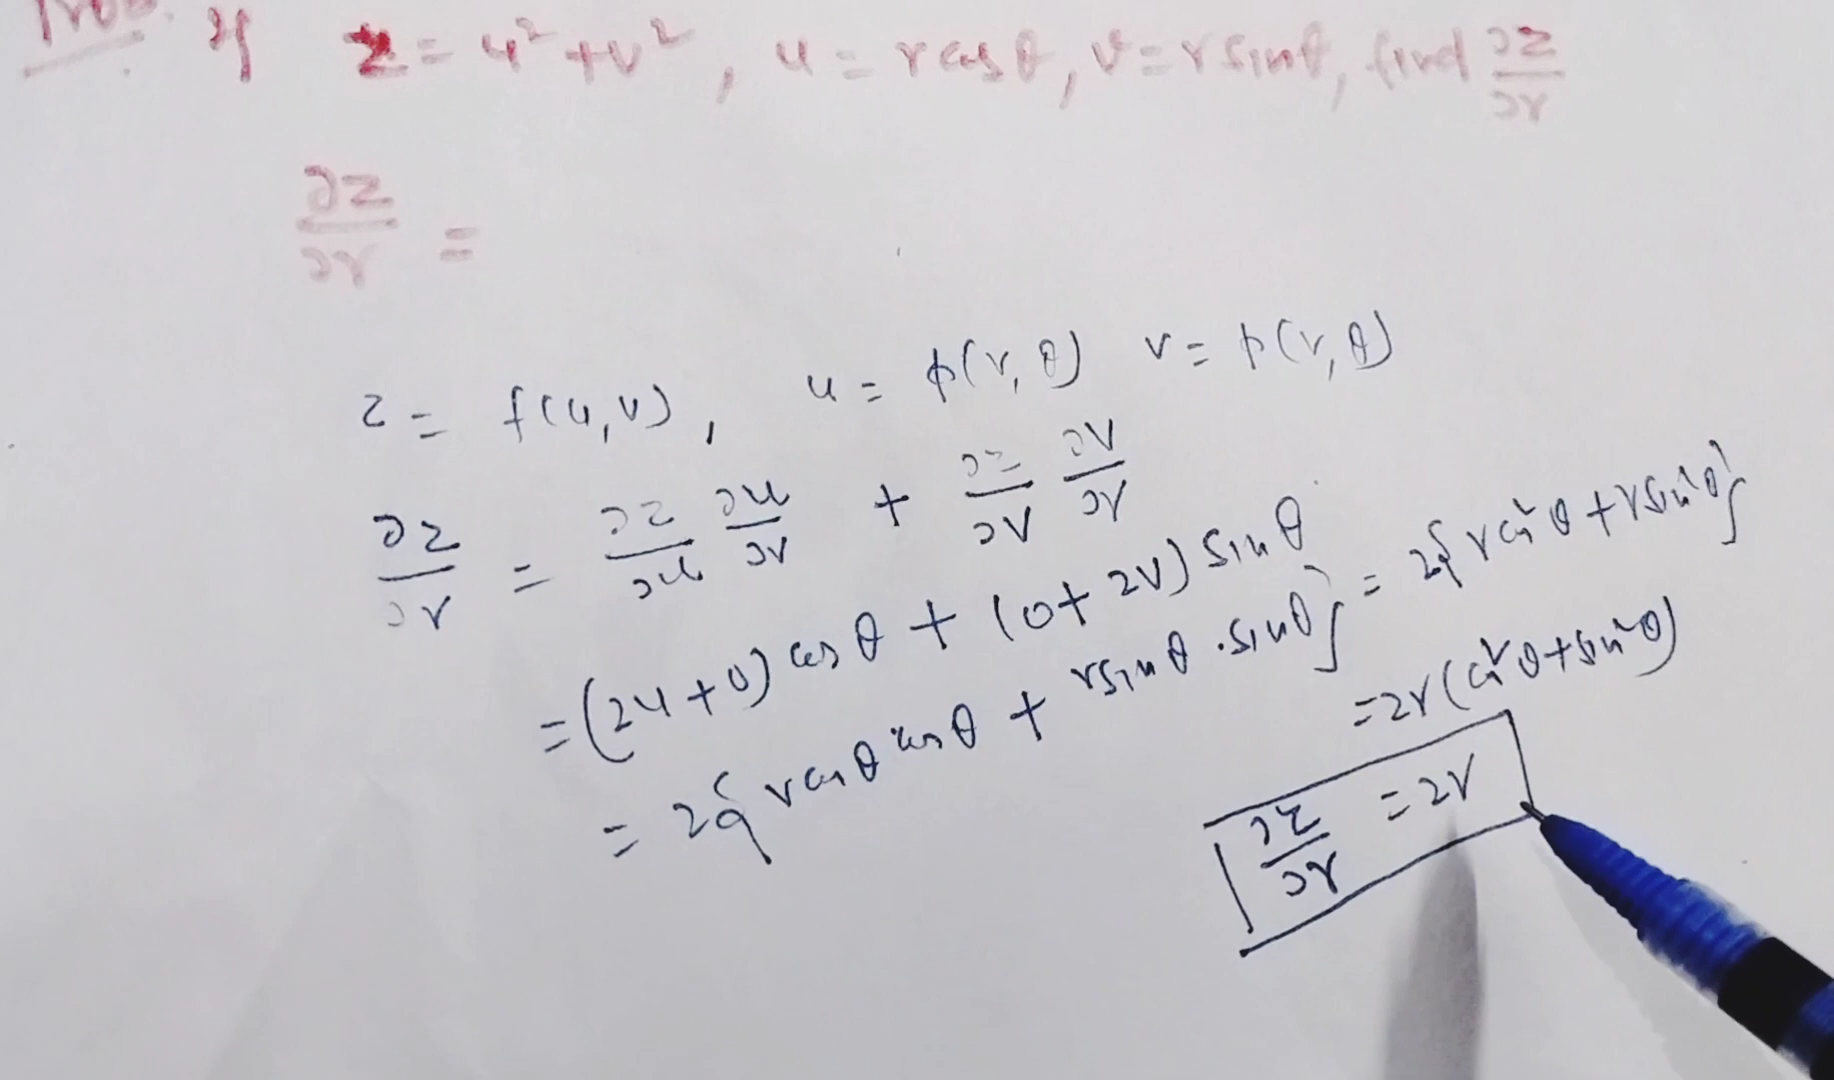 If z = u² + v², u = r cos θ, v = r sin θ, find ∂z/∂r
∂z/∂r =
z = f(u, v), u = φ(r, θ) v = φ(r, θ)
∂z/∂r = ∂z/∂u ∂u/∂r + ∂z/∂v ∂v/∂r
= (2u + 0) cos θ + (0 + 2v) sin θ
= 2{ r cos θ cos θ + r sin θ · sin θ } = 2{ r cos² θ + r sin² θ }
= 2r (cos² θ + sin² θ)
∂z/∂r = 2r